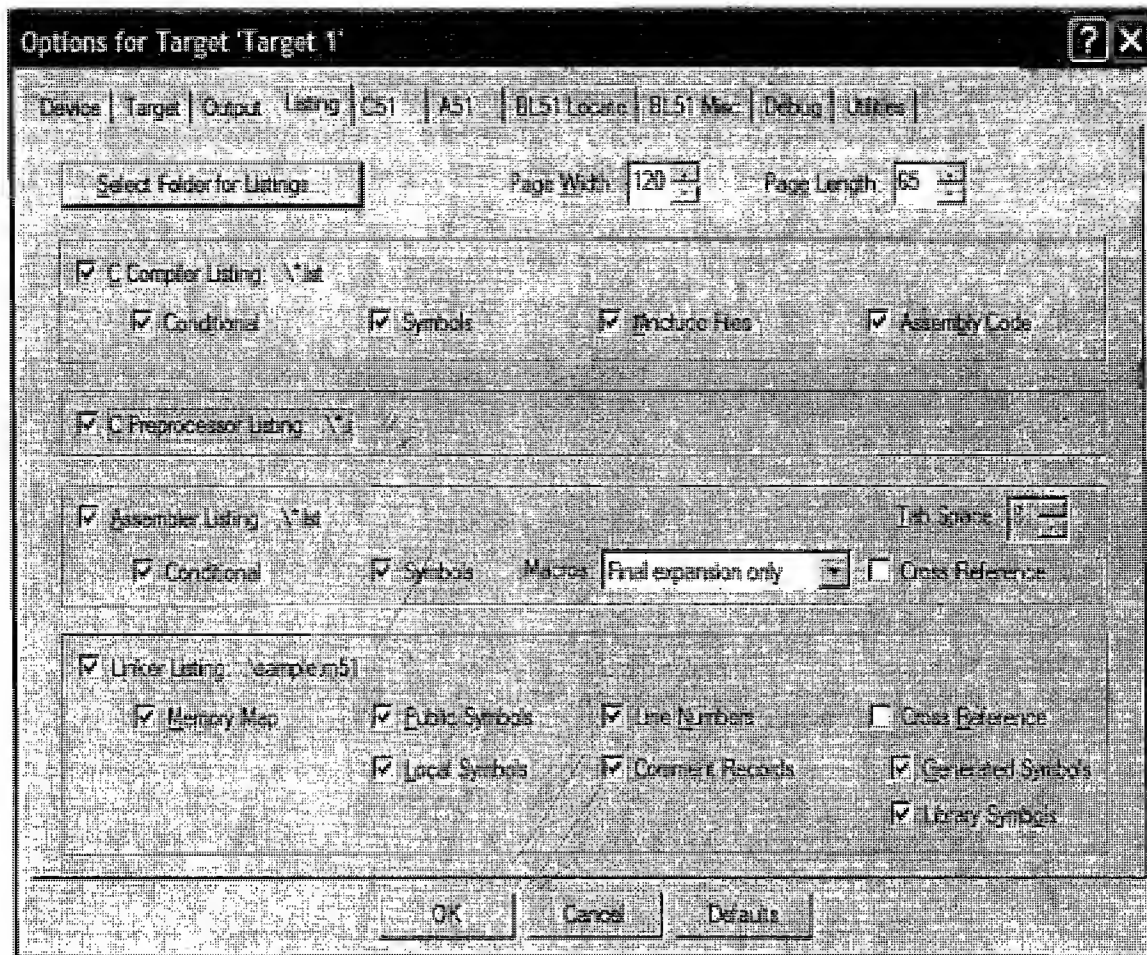 Options for Target 'Target 1'
Device Target Output Listing C51 A51 BL51 Locate BL51 Misc Debug Utilities
Select Folder for Listings... Page Width: 120 Page Length: 65
C Compiler Listing: .\*.lst
Conditional Symbols #include Files Assembly Code
C Preprocessor Listing: .\*.i
Assembler Listing: .\*.lst Tab Space:
Conditional Symbols Macros: Final expansion only Cross Reference
Linker Listing: .\sample.m51
Memory Map Public Symbols Line Numbers Cross Reference
Local Symbols Comment Records Generated Symbols
Library Symbols
OK Cancel Defaults